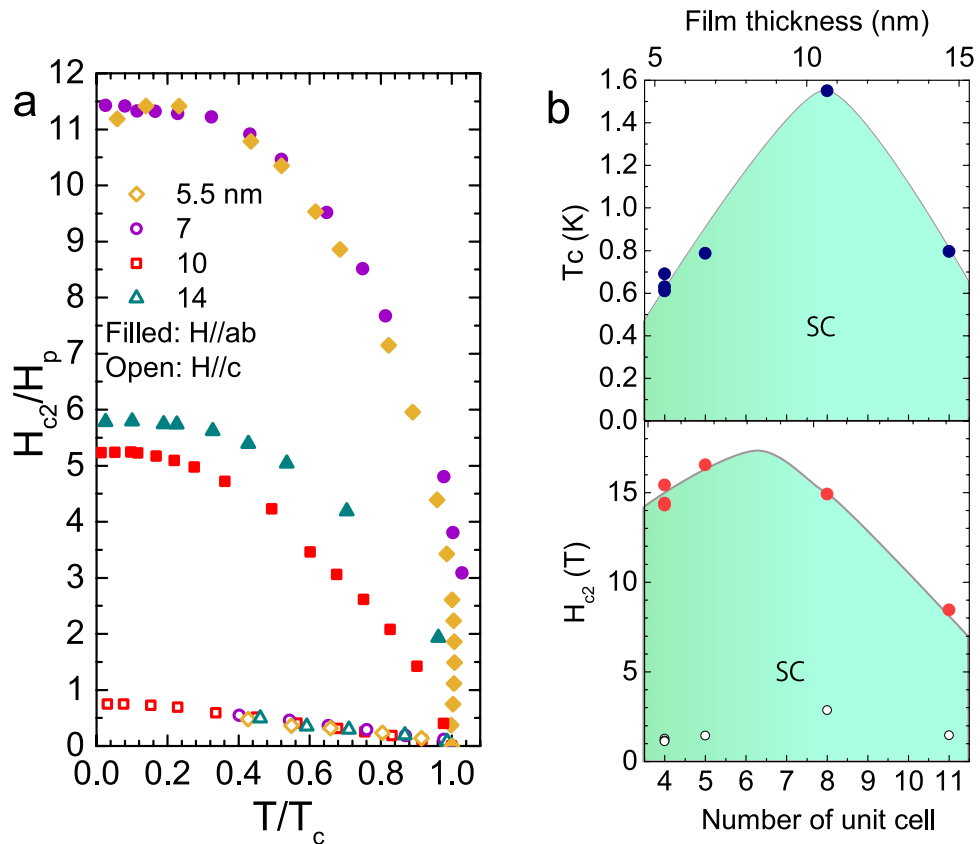 a
12
11
10
9
8
7
6
5
4
3
2
1
0
H_c2/H_p
5.5 nm
7
10
14
Filled: H//ab
Open: H//c
0.0 0.2 0.4 0.6 0.8 1.0
T/T_c
b
Film thickness (nm)
5 10 15
1.6
1.4
1.2
1.0
0.8
0.6
0.4
0.2
0.0
Tc (K)
SC
15
10
5
0
H_c2 (T)
SC
4 5 6 7 8 9 10 11
Number of unit cell